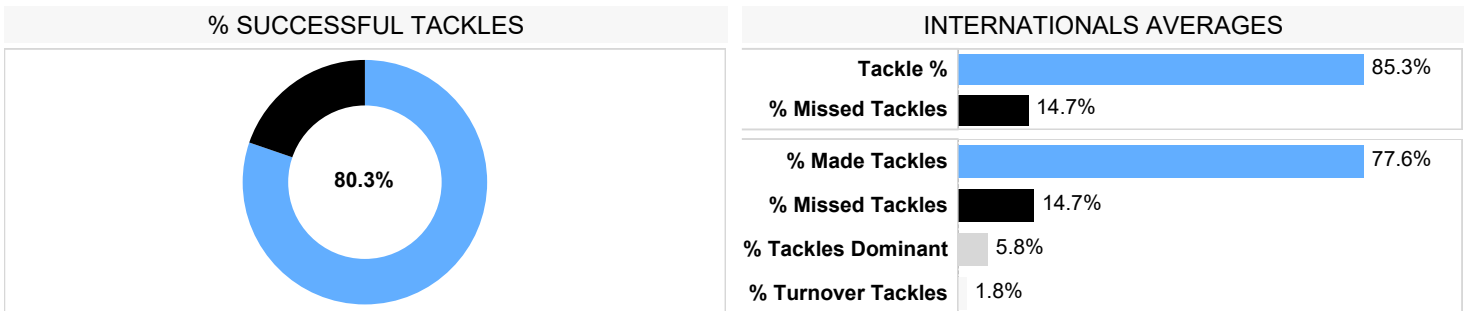 % SUCCESSFUL TACKLES
80.3%
INTERNATIONALS AVERAGES
Tackle % 85.3%
% Missed Tackles 14.7%
% Made Tackles 77.6%
% Missed Tackles 14.7%
% Tackles Dominant 5.8%
% Turnover Tackles 1.8%